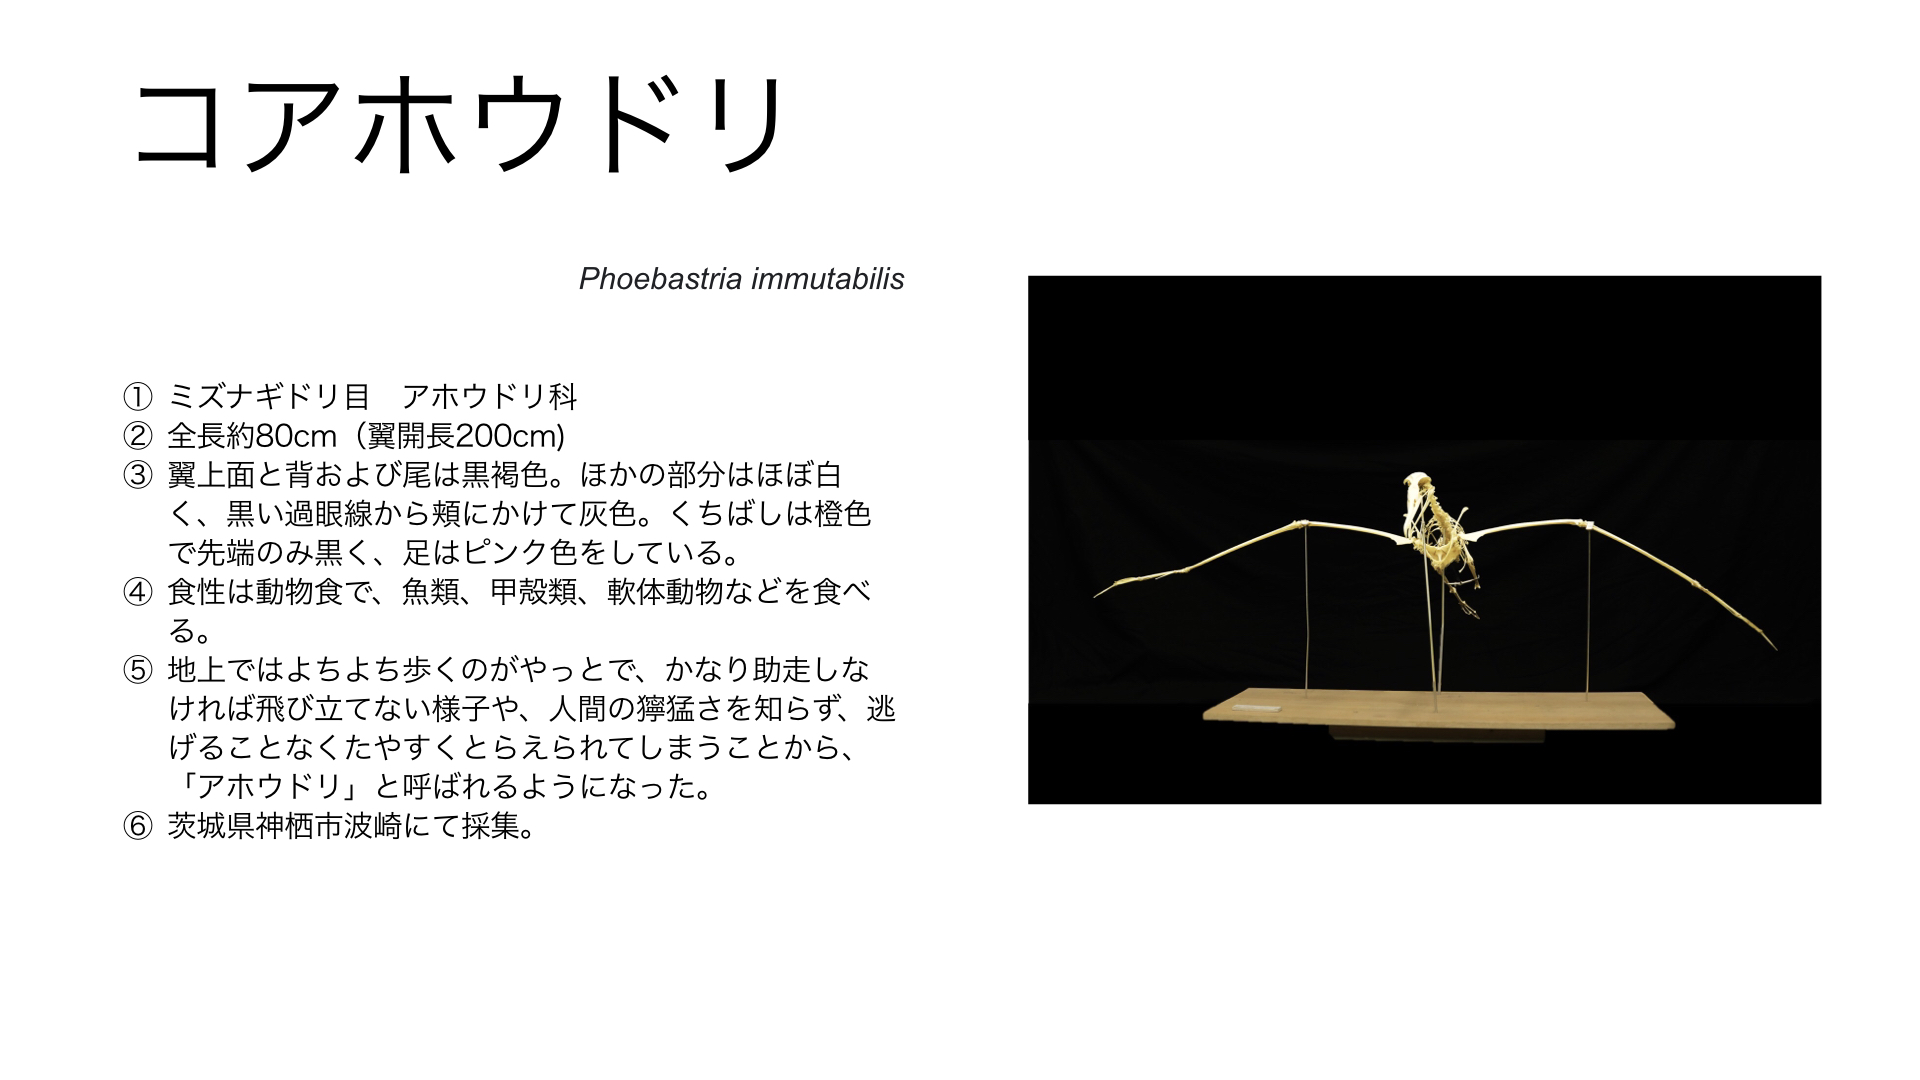 コアホウドリ
Phoebastria immutabilis
① ミズナギドリ目　アホウドリ科
② 全長約80cm（翼開長200cm)
③ 翼上面と背および尾は黒褐色。ほかの部分はほぼ白
く、黒い過眼線から頬にかけて灰色。くちばしは橙色
で先端のみ黒く、足はピンク色をしている。
④ 食性は動物食で、魚類、甲殻類、軟体動物などを食べ
る。
⑤ 地上ではよちよち歩くのがやっとで、かなり助走しな
ければ飛び立てない様子や、人間の獰猛さを知らず、逃
げることなくたやすくとらえられてしまうことから、
「アホウドリ」と呼ばれるようになった。
⑥ 茨城県神栖市波崎にて採集。